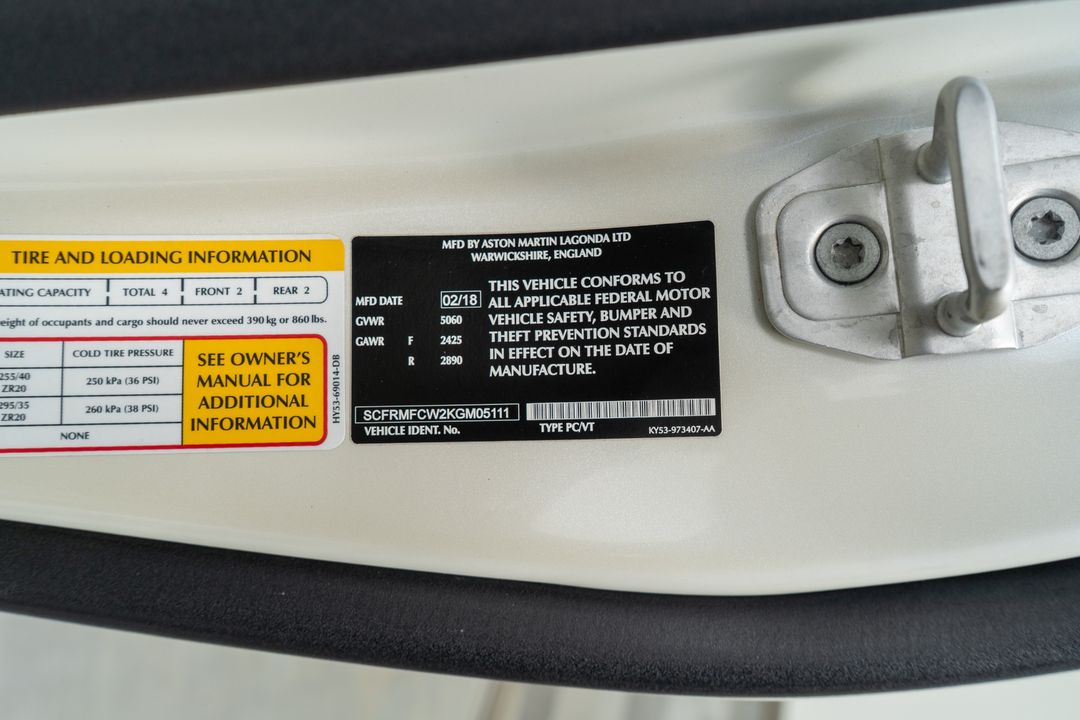 TIRE AND LOADING INFORMATION
ATING CAPACITY TOTAL 4 FRONT 2 REAR 2
eight of occupants and cargo should never exceed 390 kg or 860 lbs.
SIZE COLD TIRE PRESSURE
255/40 ZR20 250 kPa (36 PSI)
295/35 ZR20 260 kPa (38 PSI)
NONE
SEE OWNER'S
MANUAL FOR
ADDITIONAL
INFORMATION
HY53-69014-DB
MFD BY ASTON MARTIN LAGONDA LTD
WARWICKSHIRE, ENGLAND
MFD DATE 02/18
GVWR 5060
GAWR F 2425
R 2890
THIS VEHICLE CONFORMS TO
ALL APPLICABLE FEDERAL MOTOR
VEHICLE SAFETY, BUMPER AND
THEFT PREVENTION STANDARDS
IN EFFECT ON THE DATE OF
MANUFACTURE.
SCFRMFCW2KGM05111
VEHICLE IDENT. No. TYPE PC/VT KY53-973407-AA